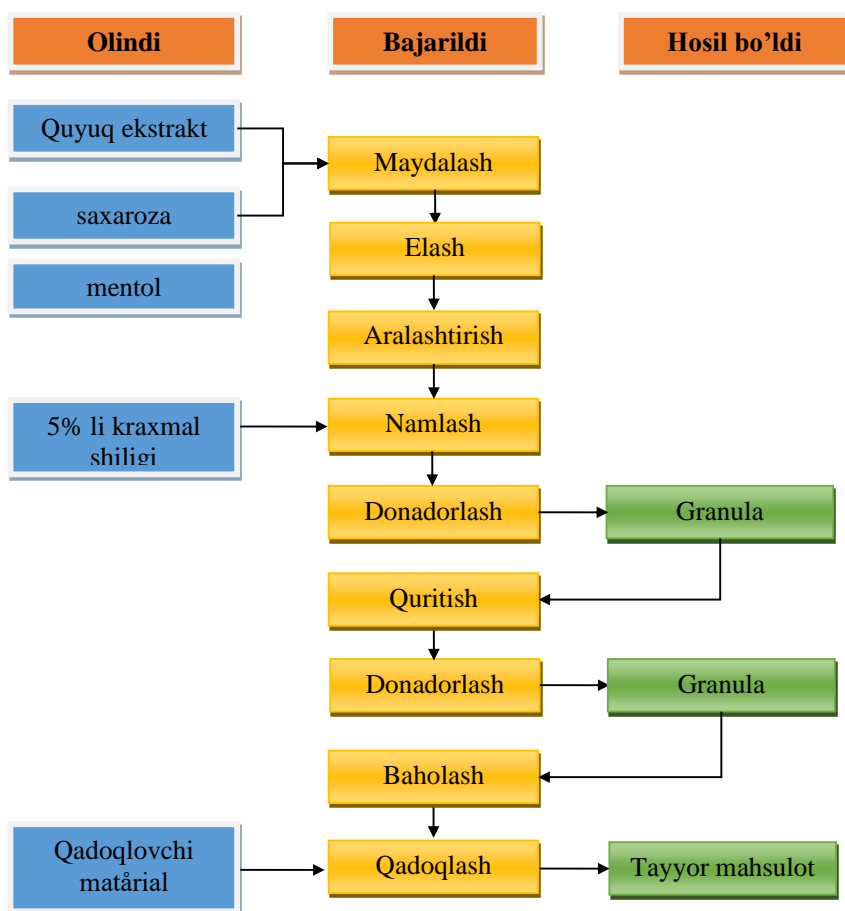 Olindi
Bajarildi
Hosil bo’ldi
Quyuq ekstrakt
Maydalash
saxaroza
Elash
mentol
Aralashtirish
5% li kraxmal
shiligi
Namlash
Donadorlash
Granula
Quritish
Donadorlash
Granula
Baholash
Qadoqlovchi
matårial
Qadoqlash
Tayyor mahsulot